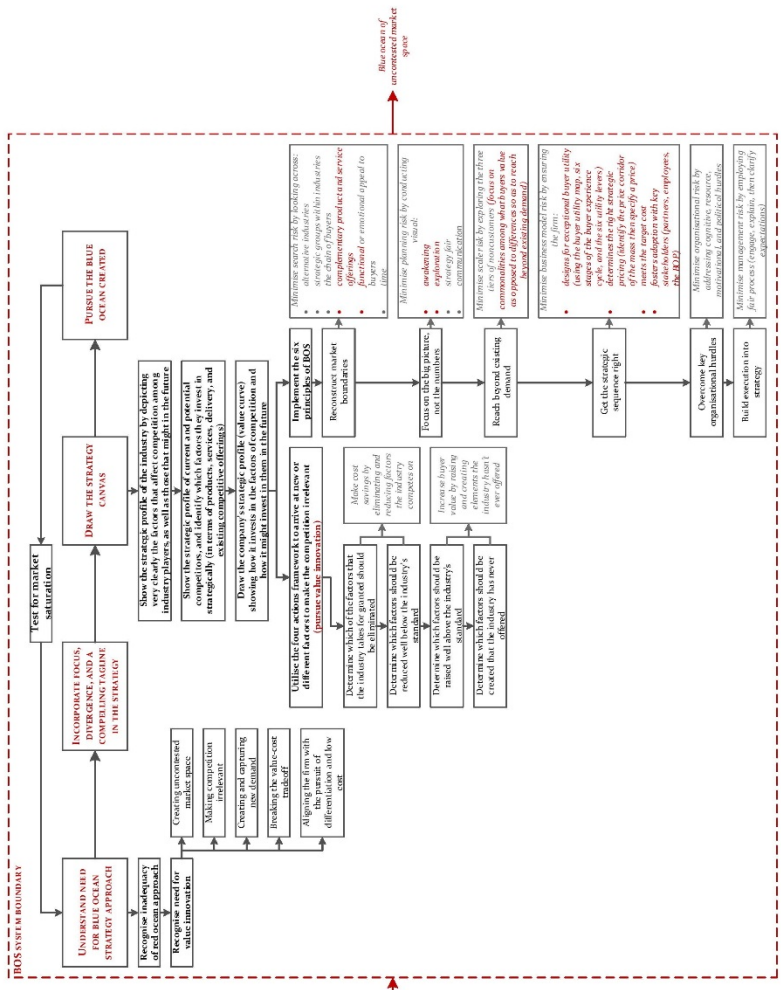 BOS SYSTEM BOUNDARY
Test for market
saturation
UNDERSTAND NEED
FOR BLUE OCEAN
STRATEGY APPROACH
INCORPORATE FOCUS,
DIVERGENCE, AND A
COMPELLING TAGLINE
IN THE STRATEGY
DRAW THE STRATEGY
CANVAS
PURSUE THE BLUE
OCEAN CREATED
Recognise inadequacy
of red ocean approach
Recognise need for
value innovation
Creating uncontested
market space
Making competition
irrelevant
Creating and capturing
new demand
Breaking the value-cost
tradeoff
Aligning the firm with
the pursuit of
differentiation and low
cost
Show the strategic profile of the industry by depicting
very clearly the factors that affect competition among
industry players, as well as those that might in the future
Show the strategic profile of current and potential
competitors, and identify which factors they invest in
strategically (in terms of products, services, delivery, and
existing competitive offerings)
Draw the company's strategic profile (value curve)
showing how it invests in the factors of competition and
how it might invest in them in the future
Utilise the four actions framework to arrive at new or
different factors to make the competition irrelevant
(pursue value innovation)
Determine which of the factors that
the industry takes for granted should
be eliminated
Determine which factors should be
reduced well below the industry's
standard
Determine which factors should be
raised well above the industry's
standard
Determine which factors should be
created that the industry has never
offered
Make cost
savings by
eliminating and
reducing factors
the industry
competes on
Increase buyer
value by raising
and creating
elements the
industry hasn't
ever offered
Implement the six
principles of BOS
Reconstruct market
boundaries
Focus on the big picture,
not the numbers
Reach beyond existing
demand
Get the strategic
sequence right
Overcome key
organisational hurdles
Build execution into
strategy
Minimise search risk by looking across:
• alternative industries
• strategic groups within industries
• the chain of buyers
• complementary product and service
offerings
• functional or emotional appeal to
buyers
• time
Minimise planning risk by conducting
visual:
• awakening
• exploration
• strategy fair
• communication
Minimise scale risk by exploring the three
tiers of noncustomers (focus on
commonalities among what buyers value
as opposed to differences so as to reach
beyond existing demand)
Minimise business model risk by ensuring
the firm:
• designs for exceptional buyer utility
(using the buyer utility map, six
stages of the buyer experience
cycle, and the six utility levers)
• determines the right strategic
pricing (identify the price corridor
of the mass then specify a price)
• meets the target cost
• fosters adoption with key
stakeholders (partners, employees,
the BOP)
Minimise organisational risk by
addressing cognitive, resource,
motivational, and political hurdles
Minimise management risk by employing
fair process (engage, explain, then clarify
expectations)
Blue ocean of
uncontested market
space